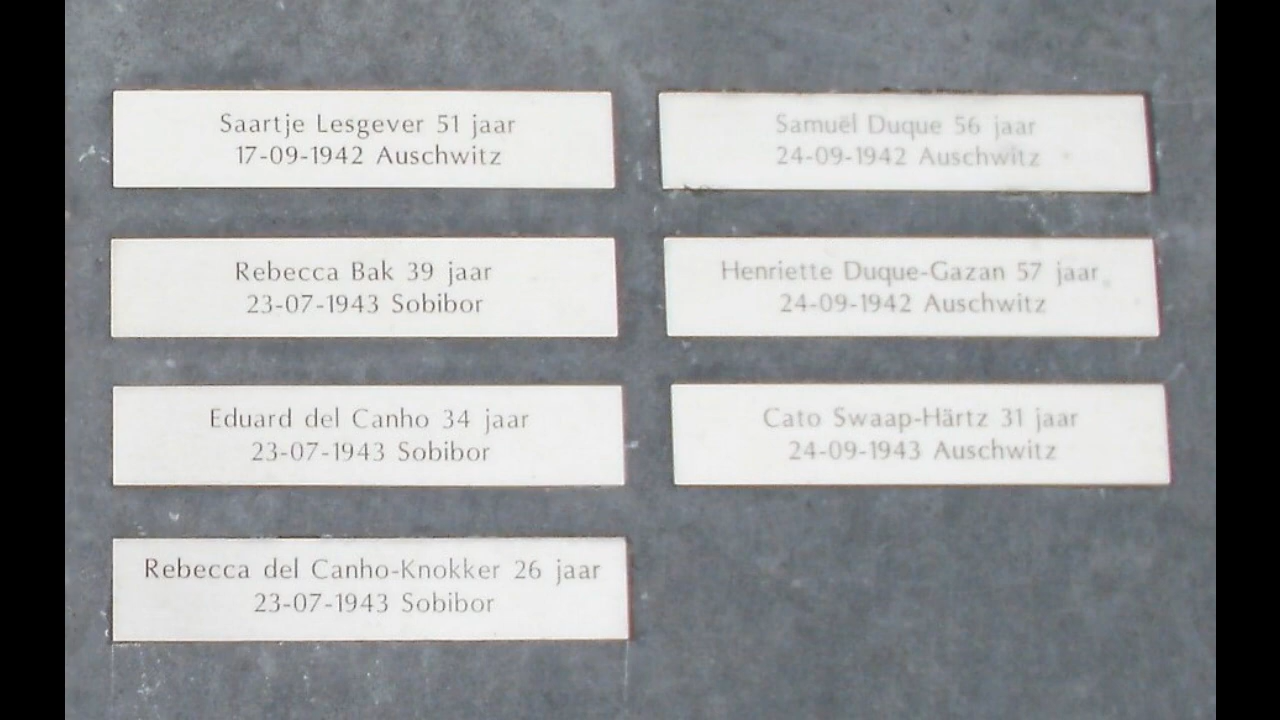 Saartje Lesgever 51 jaar
17-09-1942 Auschwitz
Rebecca Bak 39 jaar
23-07-1943 Sobibor
Eduard del Canho 34 jaar
23-07-1943 Sobibor
Rebecca del Canho-Knokker 26 jaar
23-07-1943 Sobibor
Samuël Duque 56 jaar
24-09-1942 Auschwitz
Henriette Duque-Gazan 57 jaar
24-09-1942 Auschwitz
Cato Swaap-Härtz 31 jaar
24-09-1943 Auschwitz